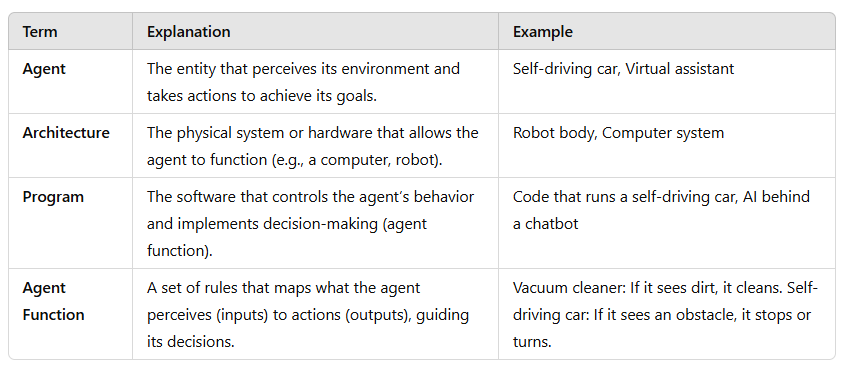 Term Explanation Example
Agent The entity that perceives its environment and Self-driving car, Virtual assistant
takes actions to achieve its goals.
Architecture The physical system or hardware that allows the Robot body, Computer system
agent to function (e.g., a computer, robot).
Program The software that controls the agent’s behavior Code that runs a self-driving car, AI behind
and implements decision-making (agent a chatbot
function).
Agent A set of rules that maps what the agent Vacuum cleaner: If it sees dirt, it cleans. Self-
Function perceives (inputs) to actions (outputs), guiding driving car: If it sees an obstacle, it stops or
its decisions. turns.